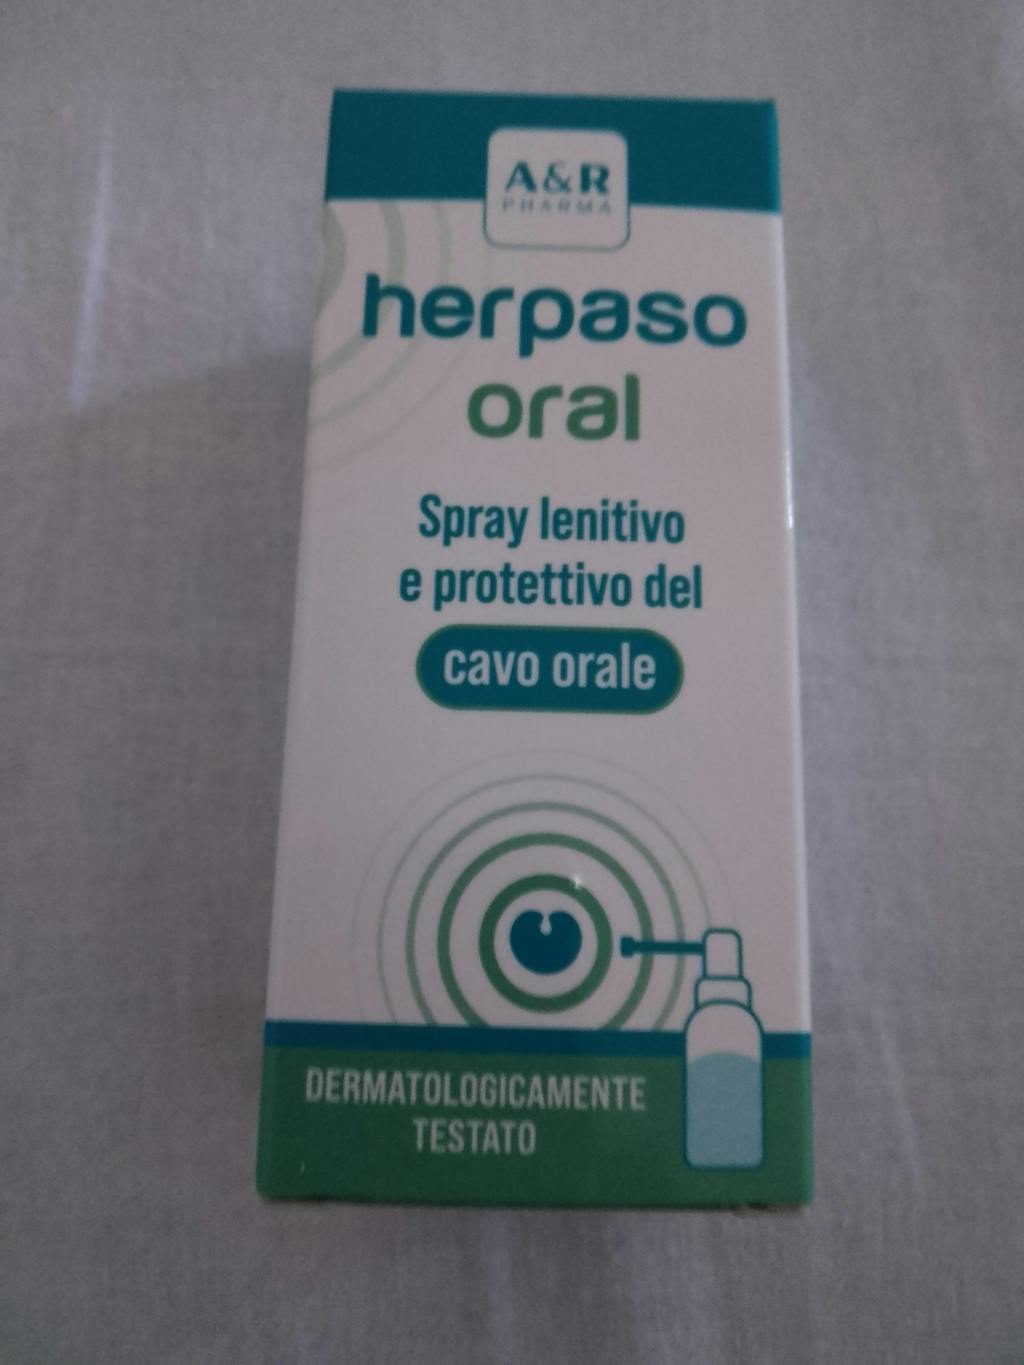 A&R
PHARMA
herpaso
oral
Spray lenitivo
e protettivo del
cavo orale
DERMATOLOGICAMENTE
TESTATO